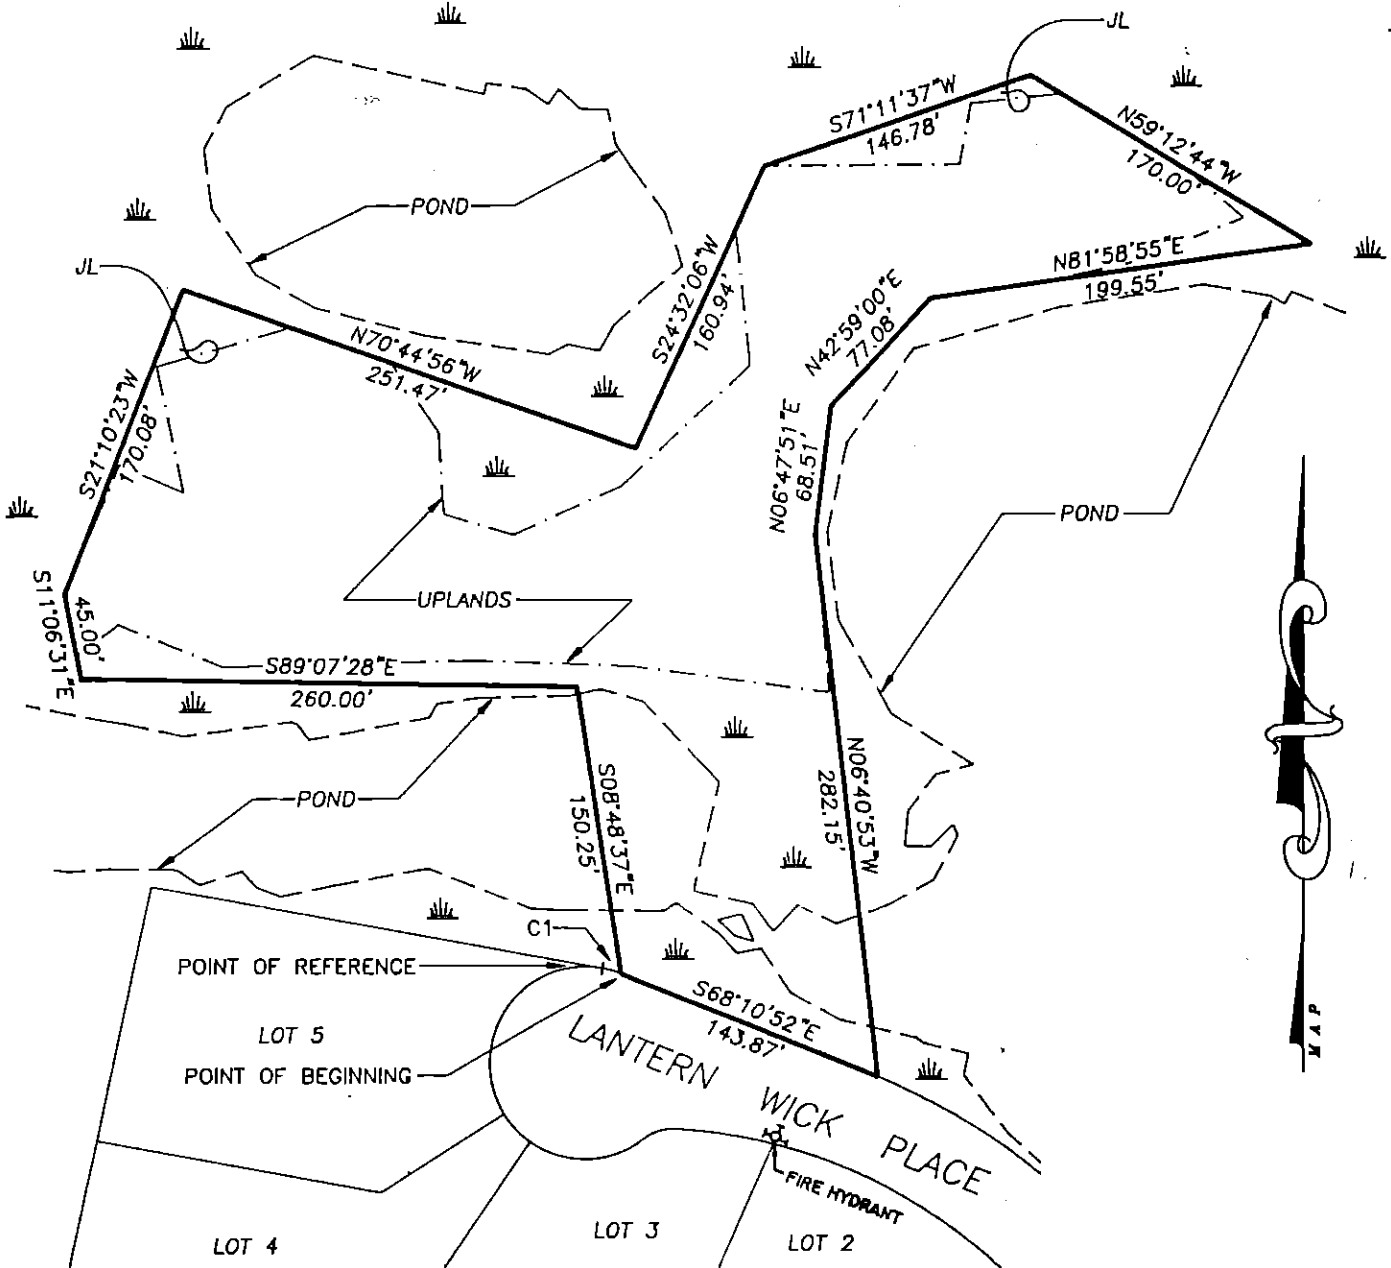 JL
S71°11'37"W
146.78'
N59°12'44"W
170.00'
POND
JL
N81°58'55"E
199.55'
S24°32'06"W
160.94'
N42°59'00"E
77.08'
N70°44'56"W
251.47'
S21°10'23"W
170.08'
N06°47'51"E
68.51'
POND
UPLANDS
S11°06'31"E
45.00'
S89°07'28"E
260.00'
N06°40'53"W
282.15'
POND
S08°48'37"E
150.25'
C1
POINT OF REFERENCE
S68°10'52"E
143.87'
LOT 5
POINT OF BEGINNING
LANTERN WICK PLACE
MAP
FIRE HYDRANT
LOT 4
LOT 3
LOT 2